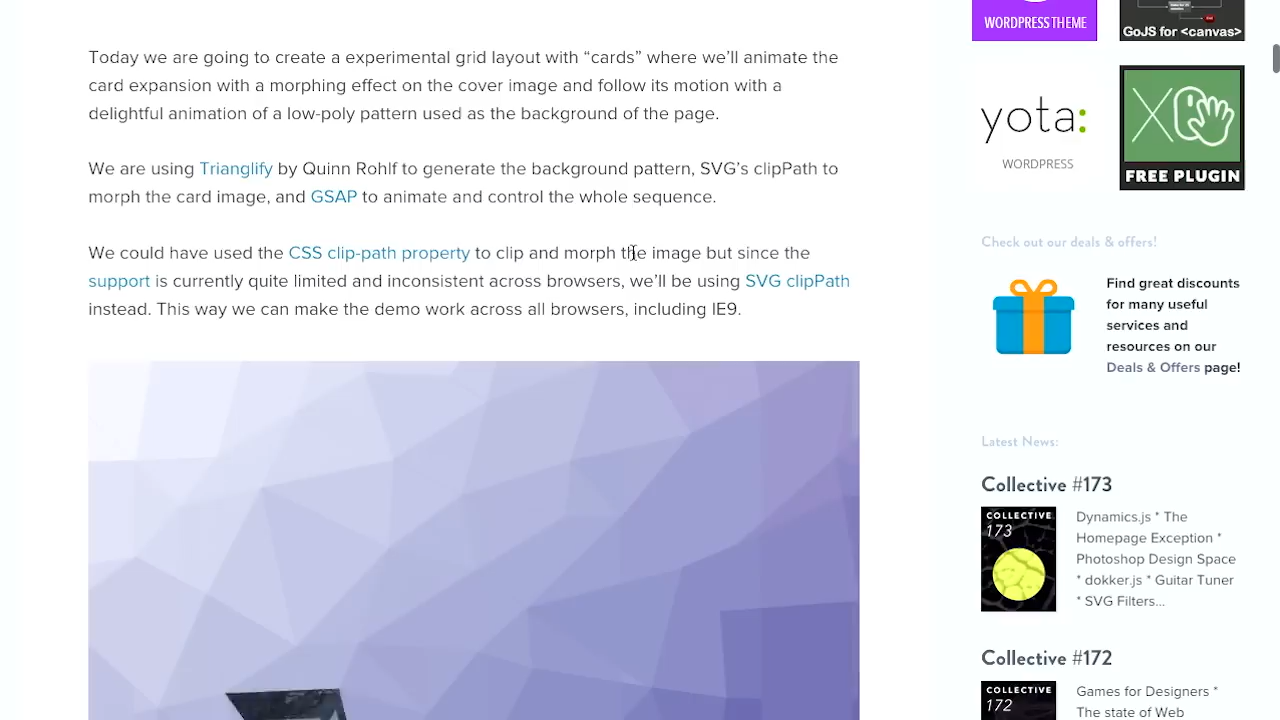 Today we are going to create a experimental grid layout with “cards” where we’ll animate the
card expansion with a morphing effect on the cover image and follow its motion with a
delightful animation of a low-poly pattern used as the background of the page.
We are using Trianglify by Quinn Rohlf to generate the background pattern, SVG’s clipPath to
morph the card image, and GSAP to animate and control the whole sequence.
We could have used the CSS clip-path property to clip and morph the image but since the
support is currently quite limited and inconsistent across browsers, we’ll be using SVG clipPath
instead. This way we can make the demo work across all browsers, including IE9.
WORDPRESS THEME
GoJS for <canvas>
yota:
WORDPRESS
X
FREE PLUGIN
Check out our deals & offers!
Find great discounts
for many useful
services and
resources on our
Deals & Offers page!
Latest News:
Collective #173
COLLECTIVE
173
Dynamics.js * The
Homepage Exception *
Photoshop Design Space
* dokker.js * Guitar Tuner
* SVG Filters...
Collective #172
COLLECTIVE
172
Games for Designers *
The state of Web